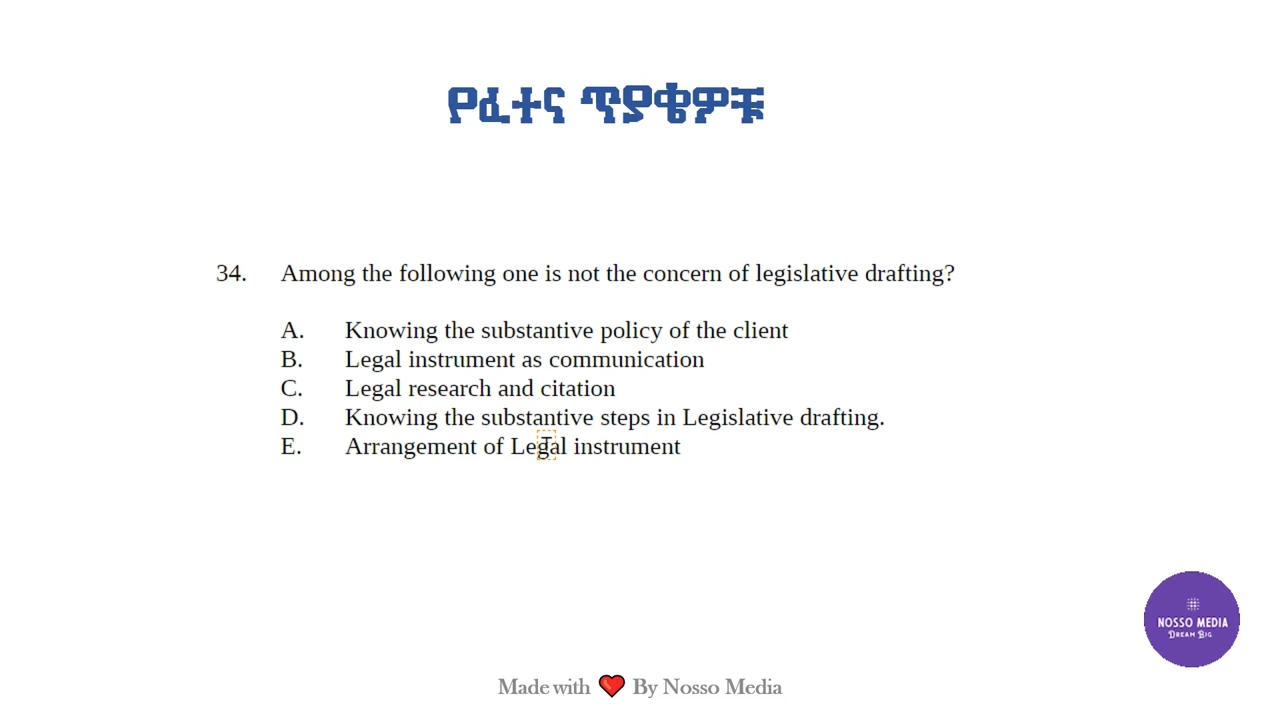 የፈተና ጥያቄዎቹ
34. Among the following one is not the concern of legislative drafting?
A. Knowing the substantive policy of the client
B. Legal instrument as communication
C. Legal research and citation
D. Knowing the substantive steps in Legislative drafting.
E. Arrangement of Legal instrument
NOSSO MEDIA
DREAM BIG
Made with ❤ By Nosso Media